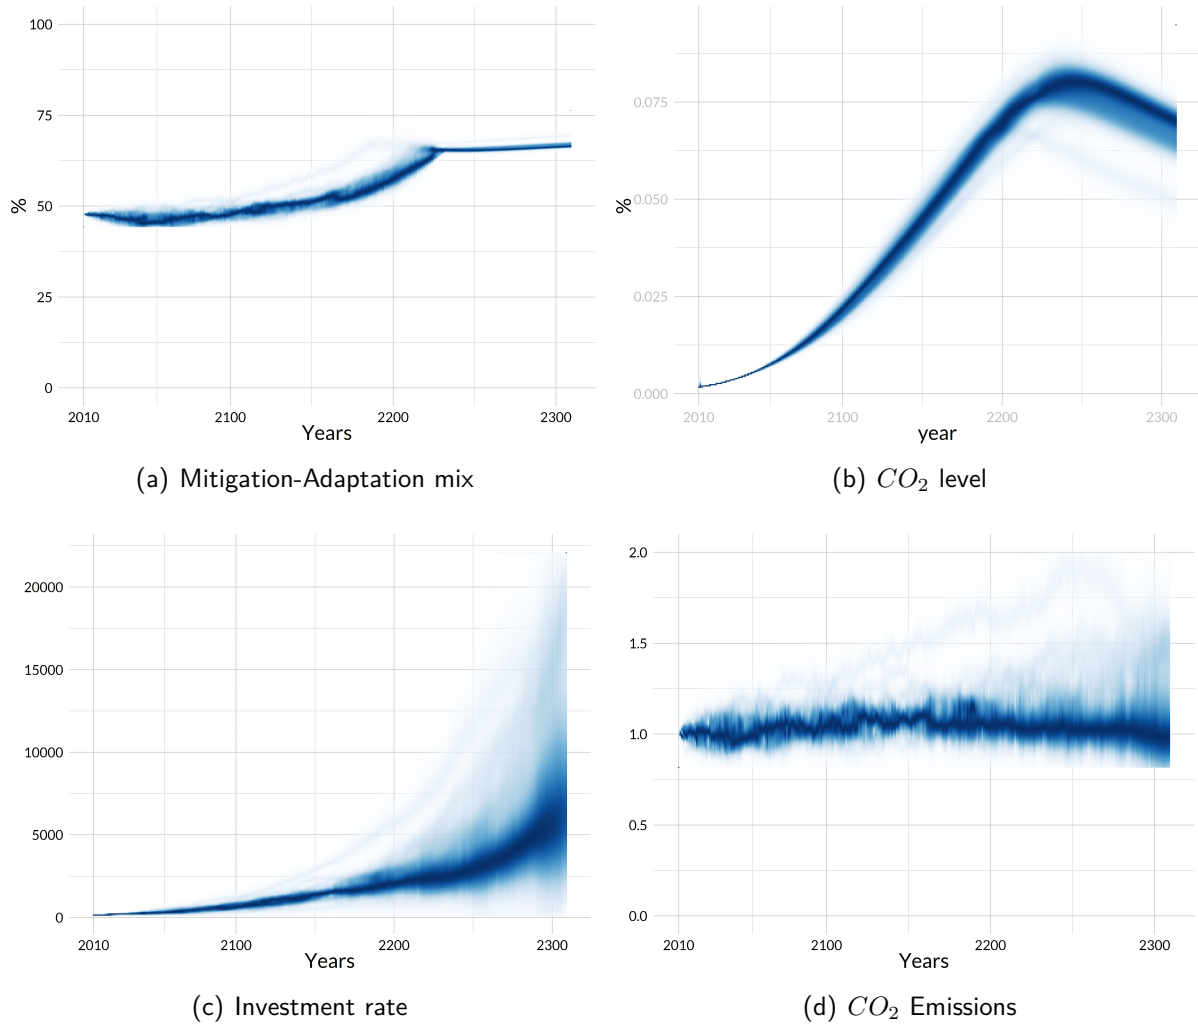 100
75
50
25
0
%
2010 2100 2200 2300
Years
(a) Mitigation-Adaptation mix
0.075
0.050
0.025
0.000
%
2010 2100 2200 2300
year
(b) CO₂ level
20000
15000
10000
5000
0
2010 2100 2200 2300
Years
(c) Investment rate
2.0
1.5
1.0
0.5
0.0
2010 2100 2200 2300
Years
(d) CO₂ Emissions